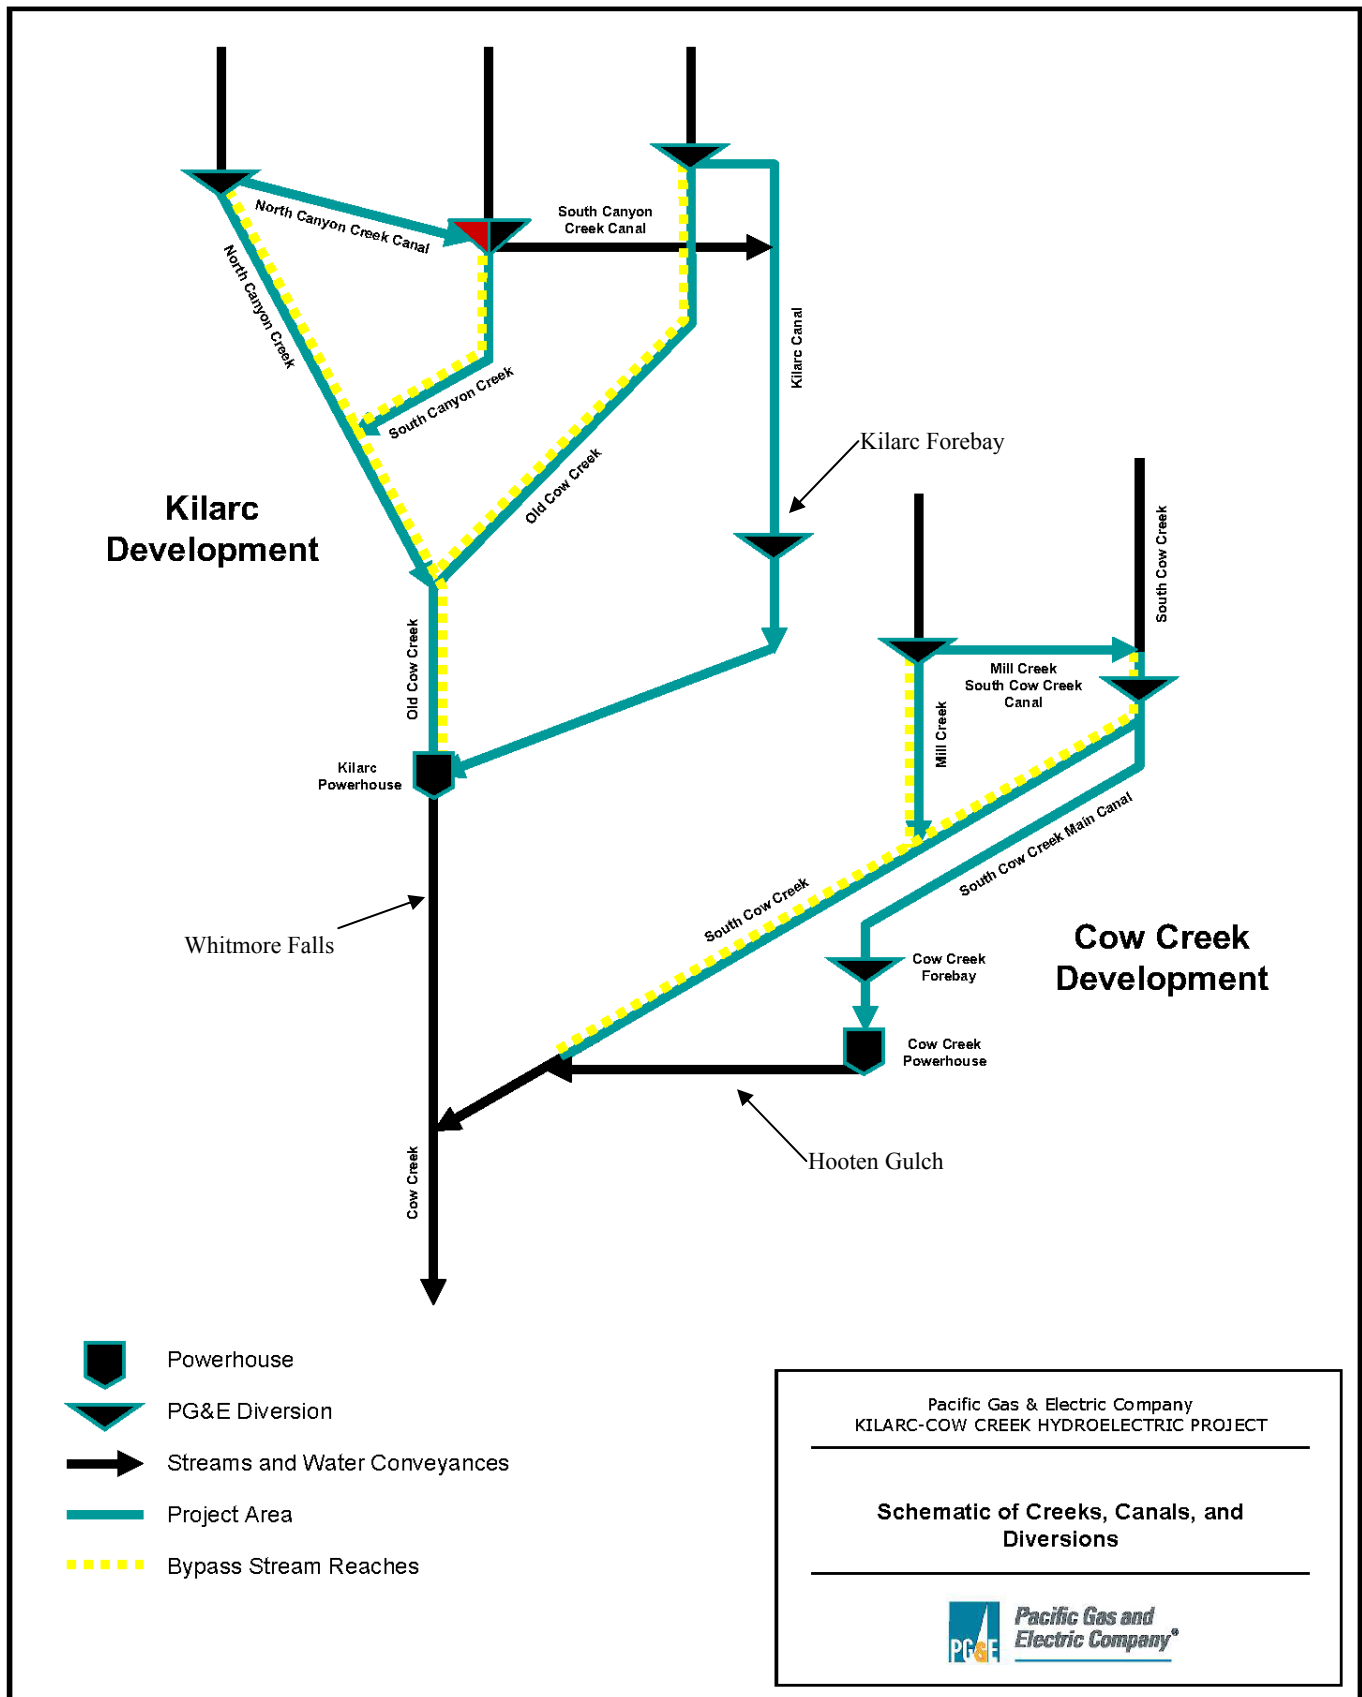 North Canyon Creek Canal
South Canyon
Creek Canal
North Canyon Creek
South Canyon Creek
Kilarc Canal
Old Cow Creek
Kilarc Forebay
Kilarc
Development
South Cow Creek
Old Cow Creek
Mill Creek
South Cow Creek
Canal
Mill Creek
Kilarc
Powerhouse
South Cow Creek Main Canal
South Cow Creek
Whitmore Falls
Cow Creek
Development
Cow Creek
Forebay
Cow Creek
Powerhouse
Hooten Gulch
Cow Creek
Powerhouse
PG&E Diversion
Streams and Water Conveyances
Project Area
Bypass Stream Reaches
Pacific Gas & Electric Company
KILARC-COW CREEK HYDROELECTRIC PROJECT
Schematic of Creeks, Canals, and
Diversions
PG&E
Pacific Gas and
Electric Company®